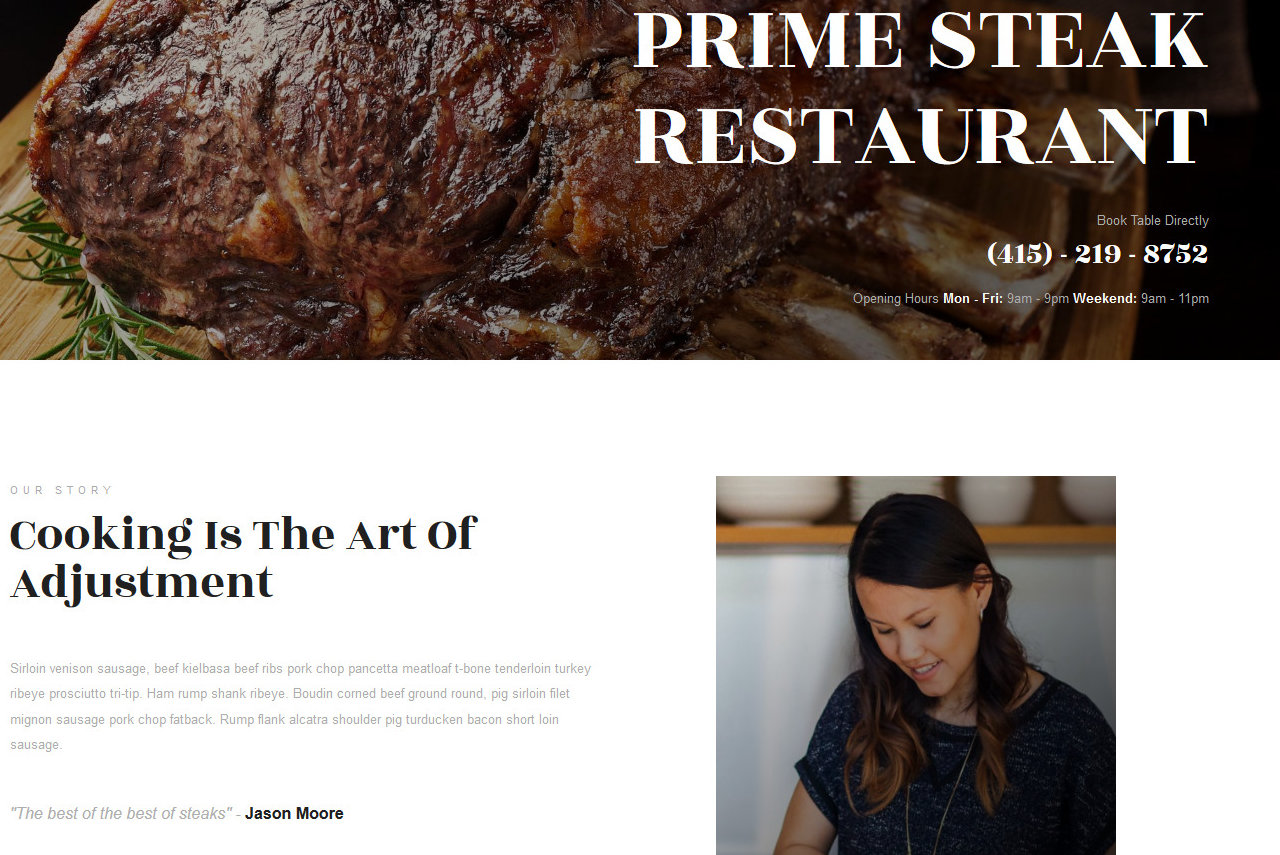 PRIME STEAK
RESTAURANT
Book Table Directly
(415) - 219 - 8752
Opening Hours Mon - Fri: 9am - 9pm Weekend: 9am - 11pm
OUR STORY
Cooking Is The Art Of
Adjustment
Sirloin venison sausage, beef kielbasa beef ribs pork chop pancetta meatloaf t-bone tenderloin turkey
ribeye prosciutto tri-tip. Ham rump shank ribeye. Boudin corned beef ground round, pig sirloin filet
mignon sausage pork chop fatback. Rump flank alcatra shoulder pig turducken bacon short loin
sausage.
"The best of the best of steaks" - Jason Moore